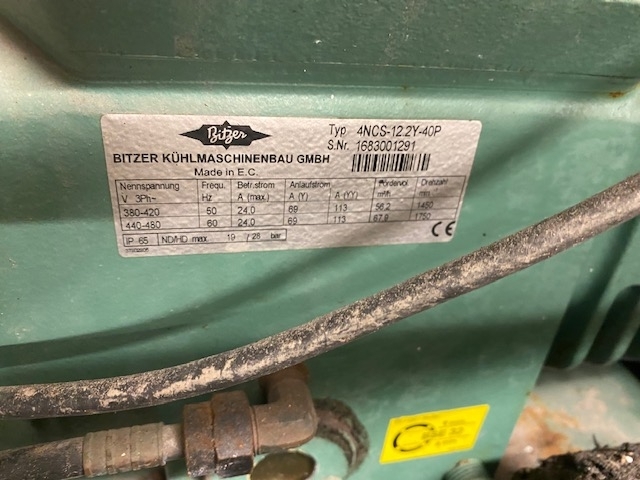 Bitzer
Typ 4NCS-12.2Y-40P
S.Nr. 1683001291
BITZER KÜHLMASCHINENBAU GMBH
Made in E.C.
Nennspannung Frequ. Betr.strom Anlaufstrom Fördervol. Drehzahl
V 3Ph~ Hz A (max.) A (Y) A (YY) m³/h min
380-420 50 24.0 69 113 56.2 1450
440-480 60 24.0 69 113 67.9 1750
IP 65 ND/HD max. 19 / 28 bar